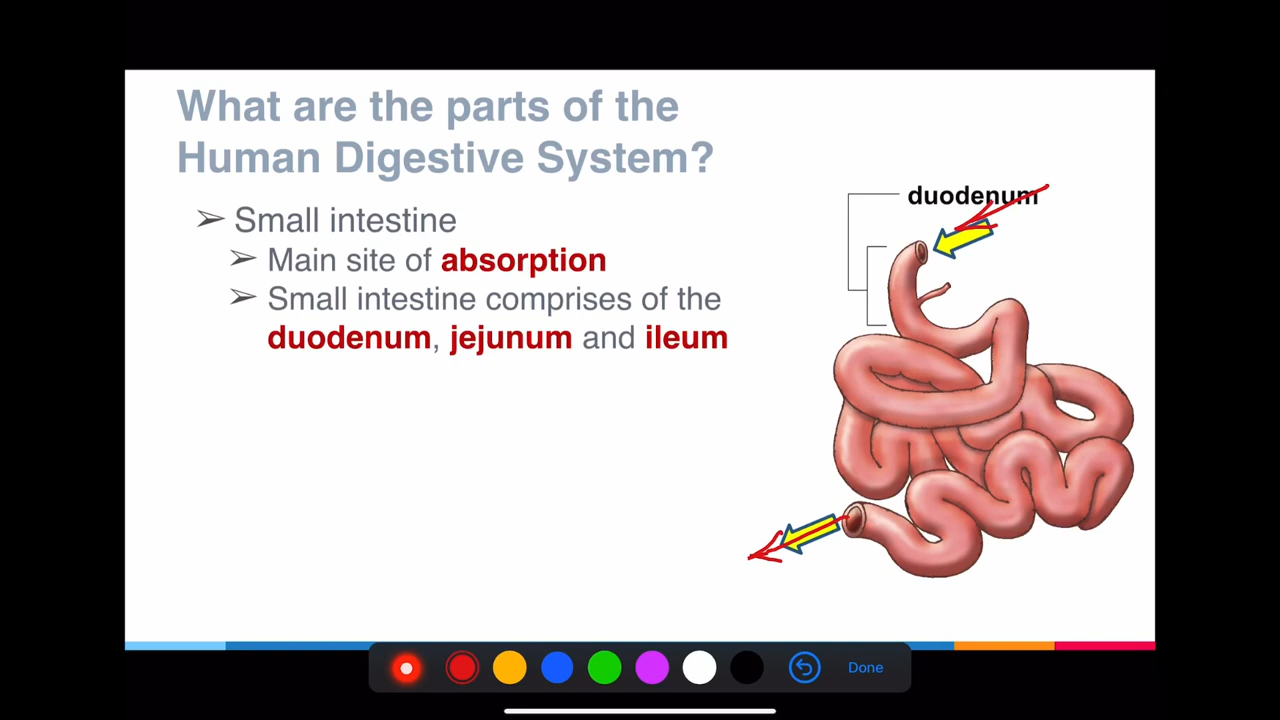 What are the parts of the
Human Digestive System?
➢ Small intestine
➢ Main site of absorption
➢ Small intestine comprises of the
duodenum, jejunum and ileum
duodenum
Done